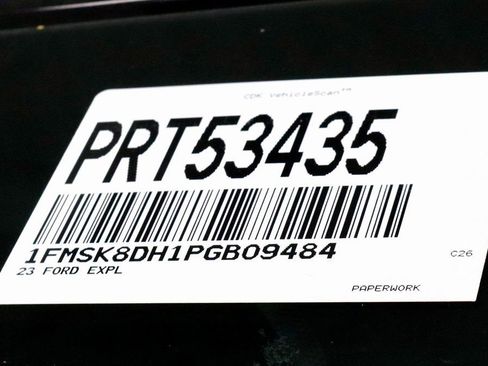 CDK VehicleScan™
PRT53435
1FMSK8DH1PGB09484
23 FORD EXPL
C26
PAPERWORK